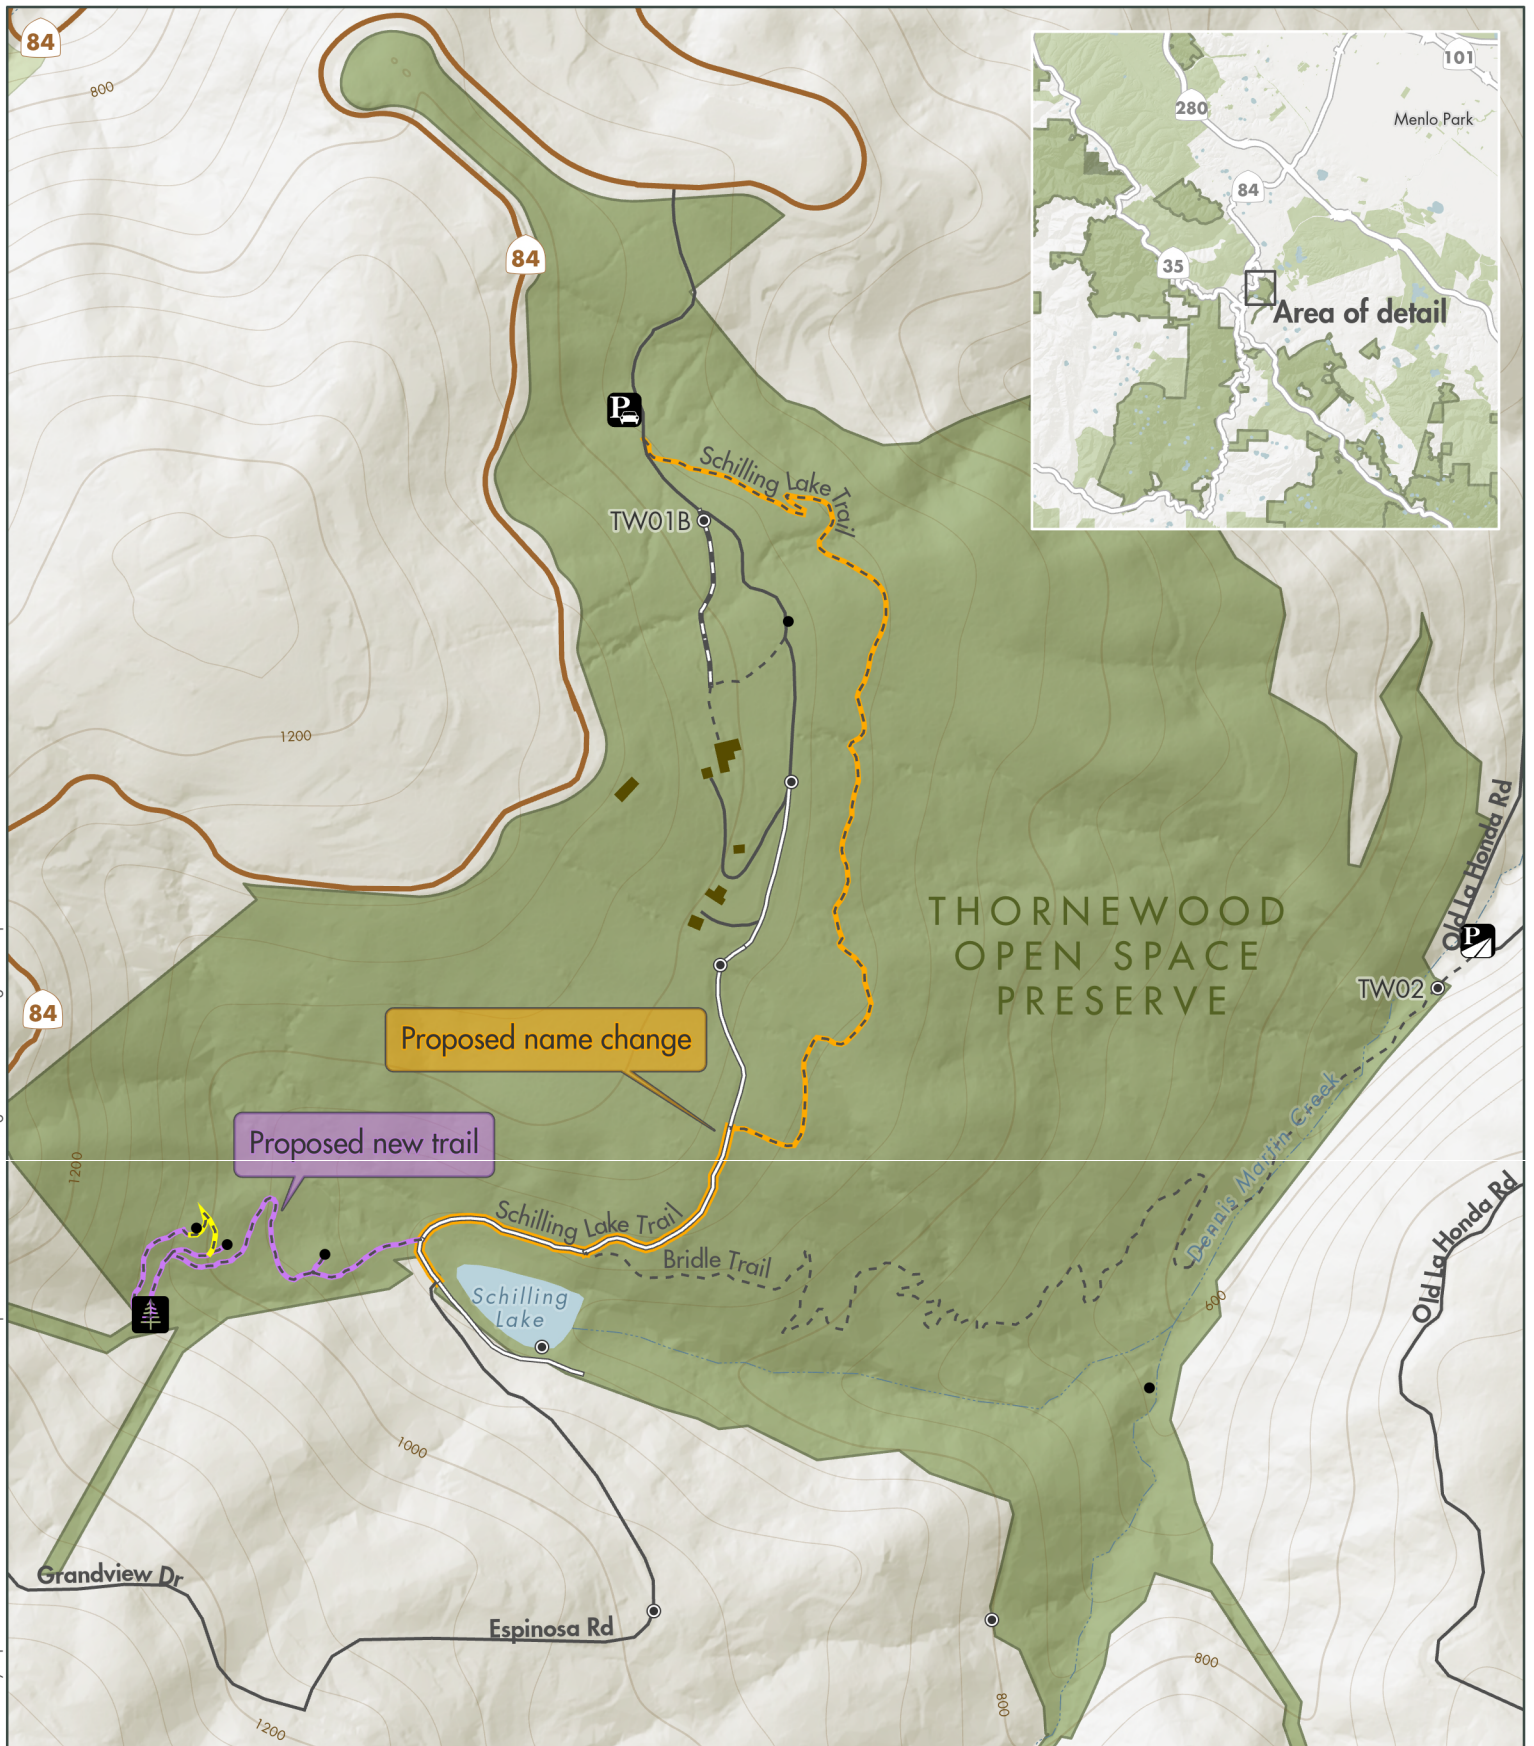 84
800
101
280
Menlo Park
84
84
35
Area of detail
P
Schilling Lake Trail
TW01B
1200
Old La Honda Rd
THORNEWOOD
OPEN SPACE
PRESERVE
P
TW02
84
Proposed name change
Dennis Martin Creek
Proposed new trail
1200
Old La Honda Rd
Schilling Lake Trail
Bridle Trail
Schilling
Lake
600
1000
Grandview Dr
Espinosa Rd
800
800
1200